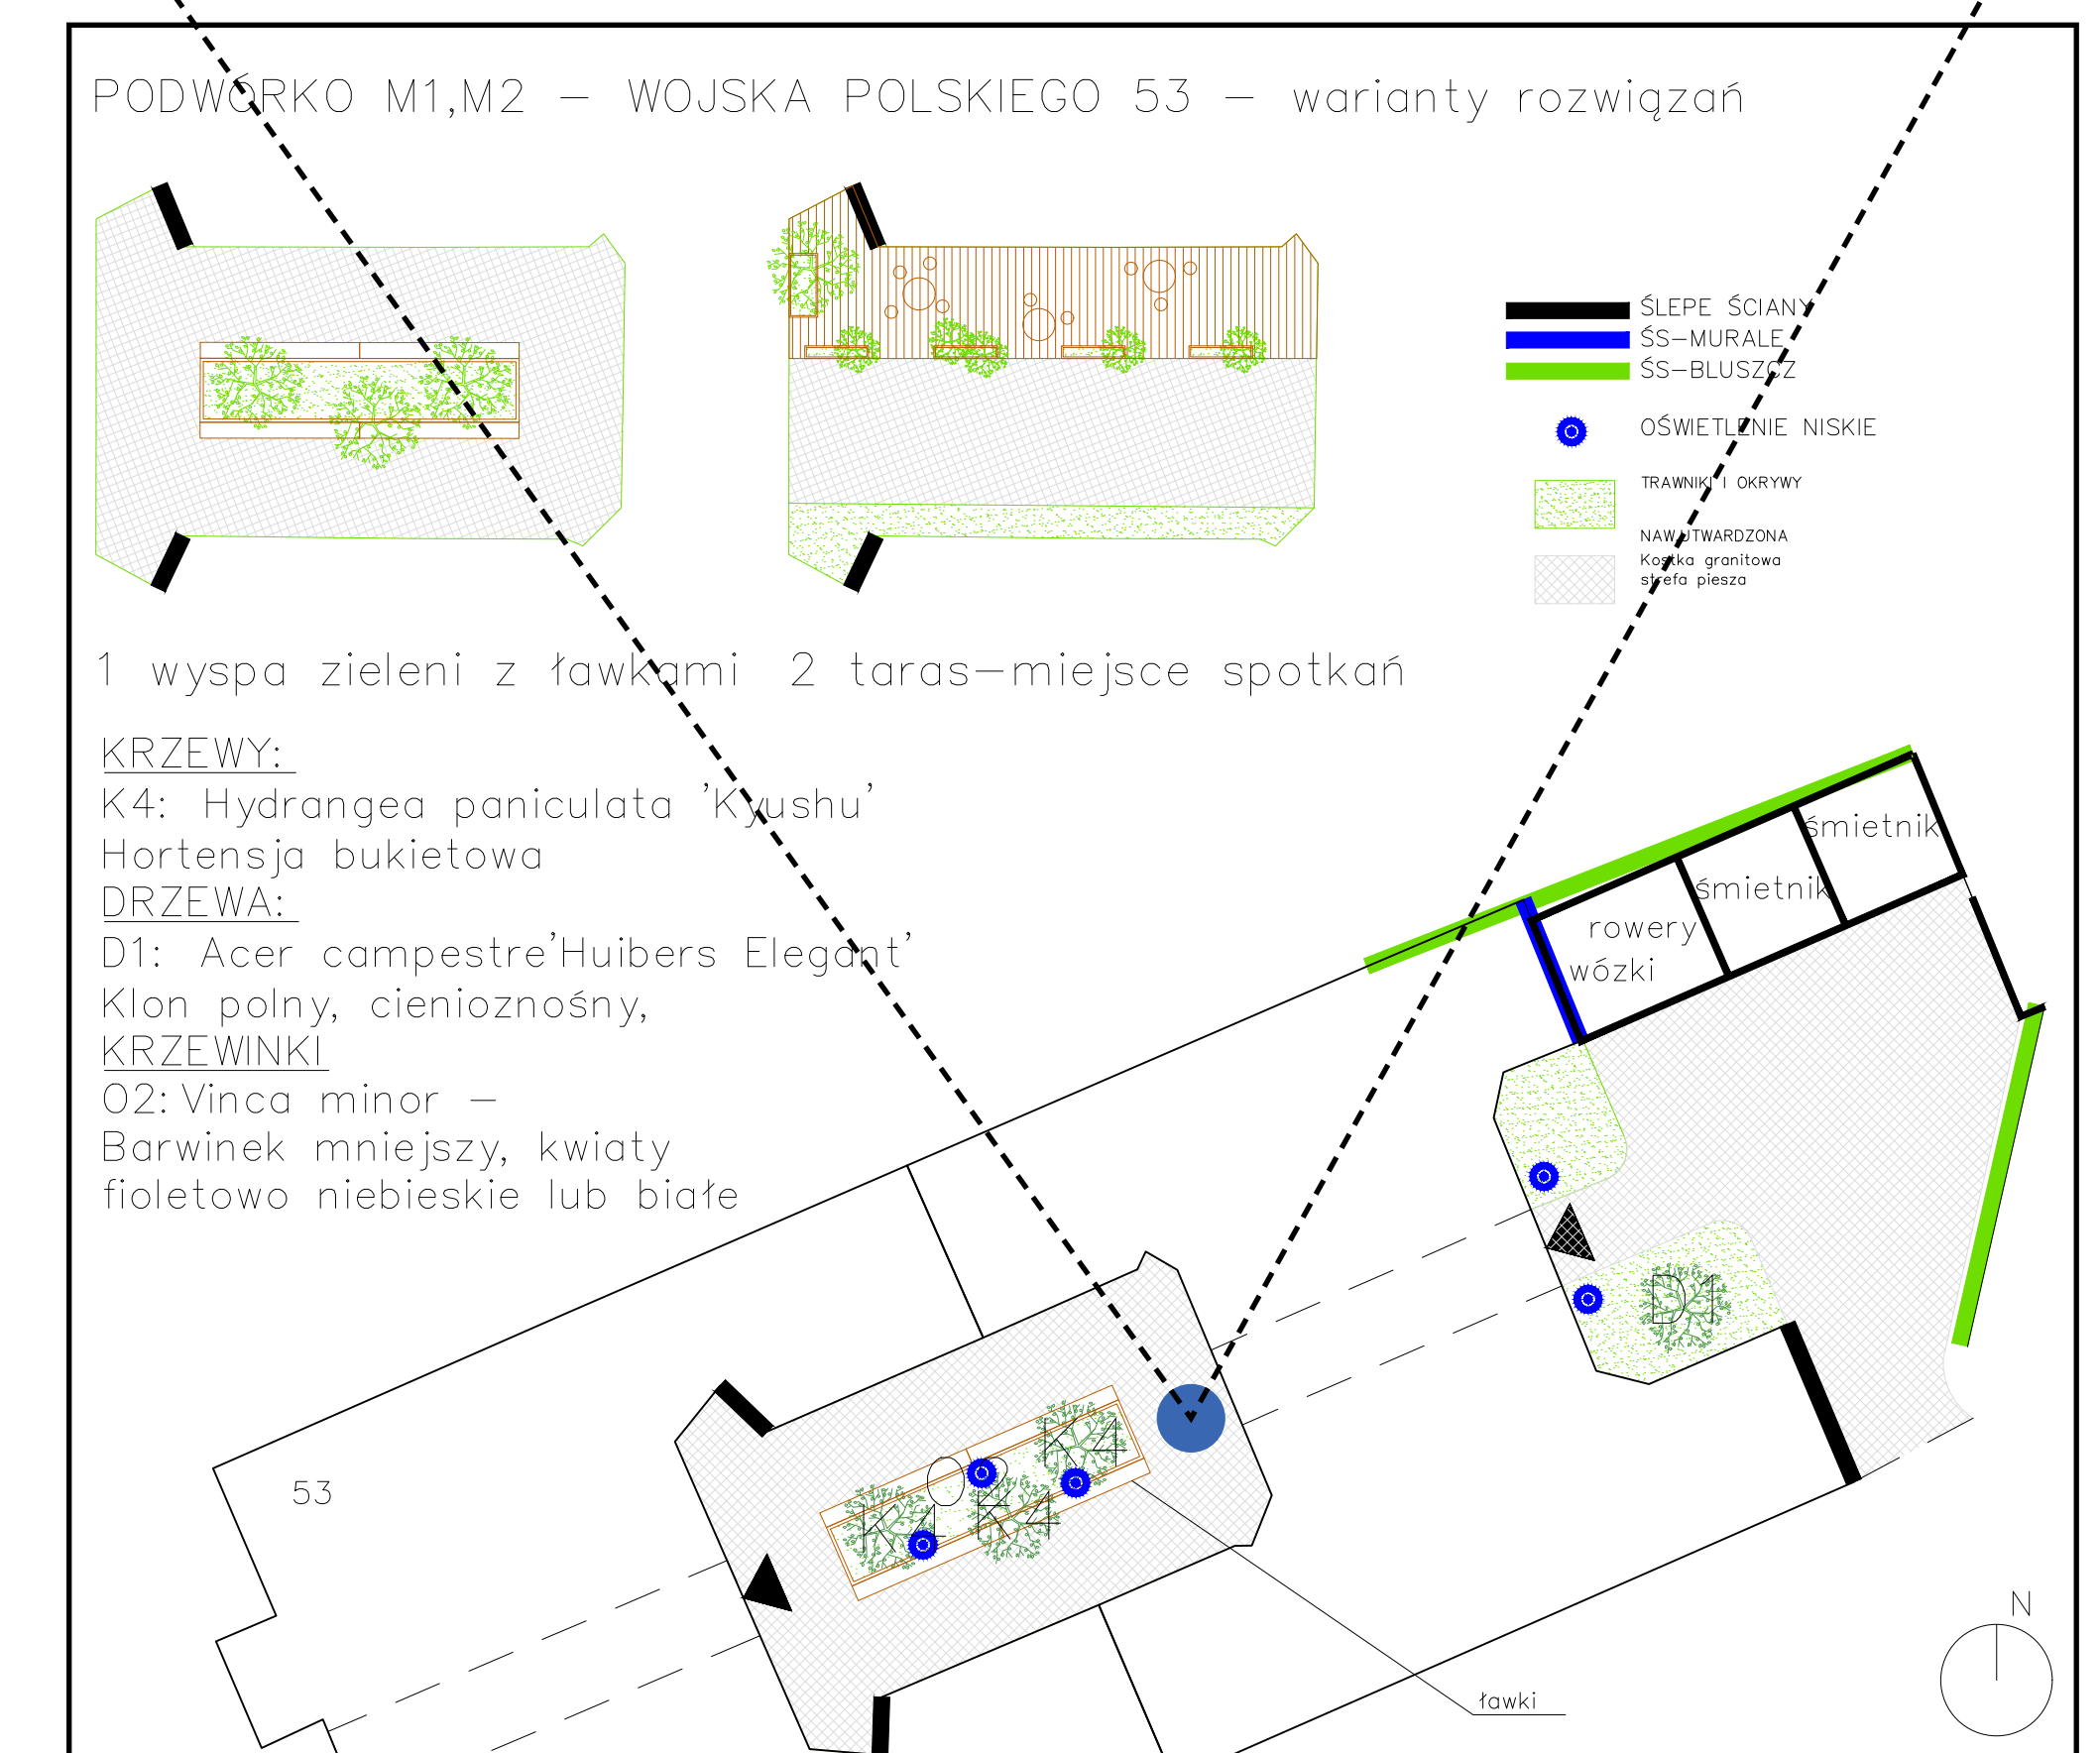 PODWÓRKO M1,M2 – WOJSKA POLSKIEGO 53 – warianty rozwiązań
ŚLEPE ŚCIANY
ŚS–MURALE
ŚS–BLUSZCZ
OŚWIETLENIE NISKIE
TRAWNIKI I OKRYWY
NAW.UTWARDZONA
Kostka granitowa
strefa piesza
1 wyspa zieleni z ławkami
2 taras–miejsce spotkań
KRZEWY:
K4: Hydrangea paniculata 'Kyushu'
Hortensja bukietowa
DRZEWA:
D1: Acer campestre'Huibers Elegant'
Klon polny, cienioznośny,
KRZEWINKI
O2: Vinca minor –
Barwinek mniejszy, kwiaty
fioletowo niebieskie lub białe
śmietnik
śmietnik
rowery
wózki
D1
K4
O2
K4
K4
53
N
ławki